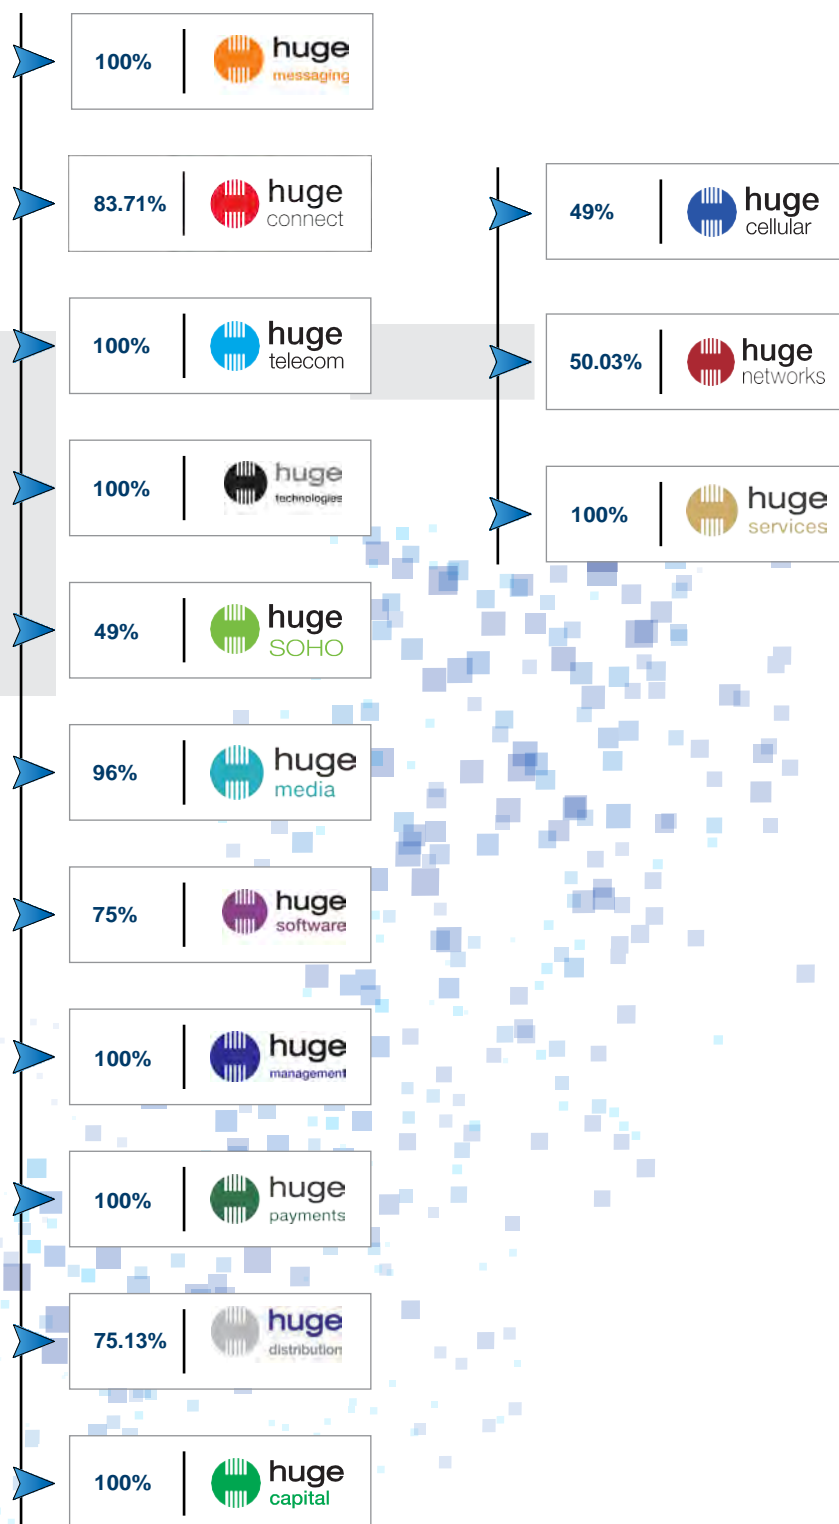 100%
huge
messaging
83.71%
huge
connect
100%
huge
telecom
100%
huge
technologies
49%
huge
SOHO
96%
huge
media
75%
huge
software
100%
huge
management
100%
huge
payments
75.13%
huge
distribution
100%
huge
capital
49%
huge
cellular
50.03%
huge
networks
100%
huge
services